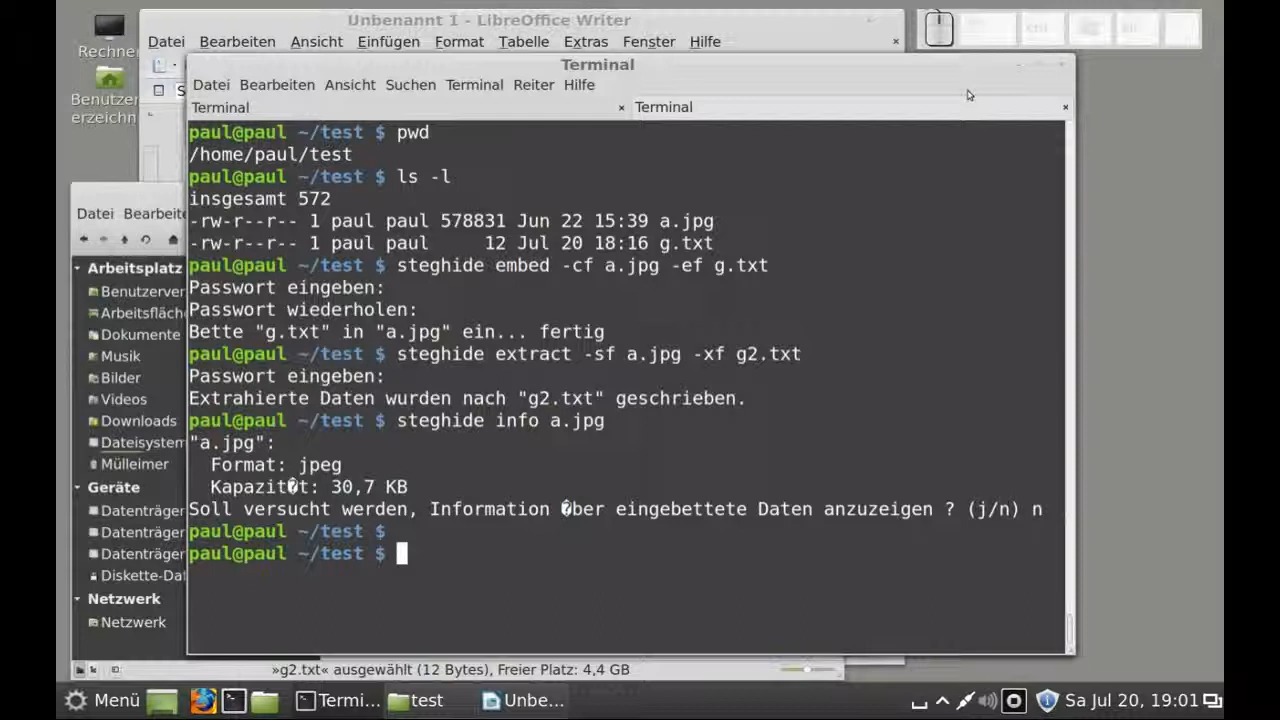 Unbenannt 1 - LibreOffice Writer
Datei Bearbeiten Ansicht Einfügen Format Tabelle Extras Fenster Hilfe
Rechner
Benutzer
erzeichn
Terminal
Datei Bearbeiten Ansicht Suchen Terminal Reiter Hilfe
Terminal
Terminal
paul@paul ~/test $ pwd
/home/paul/test
paul@paul ~/test $ ls -l
insgesamt 572
-rw-r--r-- 1 paul paul 578831 Jun 22 15:39 a.jpg
-rw-r--r-- 1 paul paul     12 Jul 20 18:16 g.txt
paul@paul ~/test $ steghide embed -cf a.jpg -ef g.txt
Passwort eingeben:
Passwort wiederholen:
Bette "g.txt" in "a.jpg" ein... fertig
paul@paul ~/test $ steghide extract -sf a.jpg -xf g2.txt
Passwort eingeben:
Extrahierte Daten wurden nach "g2.txt" geschrieben.
paul@paul ~/test $ steghide info a.jpg
"a.jpg":
  Format: jpeg
  Kapazit�t: 30,7 KB
Soll versucht werden, Information �ber eingebettete Daten anzuzeigen ? (j/n) n
paul@paul ~/test $
paul@paul ~/test $
Datei Bearbeite
Arbeitsplatz
Benutzerver
Arbeitsfläche
Dokumente
Musik
Bilder
Videos
Downloads
Dateisystem
Mülleimer
Geräte
Datenträger
Datenträger
Datenträger
Diskette-Dat
Netzwerk
Netzwerk
»g2.txt« ausgewählt (12 Bytes), Freier Platz: 4,4 GB
Menü Termi... test Unbe... Sa Jul 20, 19:01